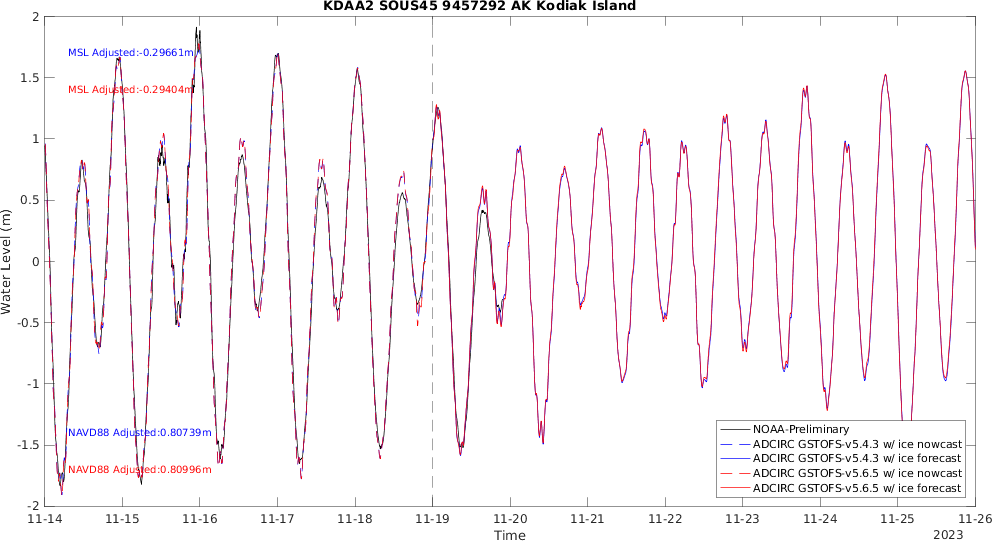 KDAA2 SOUS45 9457292 AK Kodiak Island
MSL Adjusted:-0.29661m
MSL Adjusted:-0.29404m
NAVD88 Adjusted:0.80739m
NAVD88 Adjusted:0.80996m
Water Level (m)
2
1.5
1
0.5
0
-0.5
-1
-1.5
-2
NOAA-Preliminary
ADCIRC GSTOFS-v5.4.3 w/ ice nowcast
ADCIRC GSTOFS-v5.4.3 w/ ice forecast
ADCIRC GSTOFS-v5.6.5 w/ ice nowcast
ADCIRC GSTOFS-v5.6.5 w/ ice forecast
11-14 11-15 11-16 11-17 11-18 11-19 11-20 11-21 11-22 11-23 11-24 11-25 11-26
Time
2023